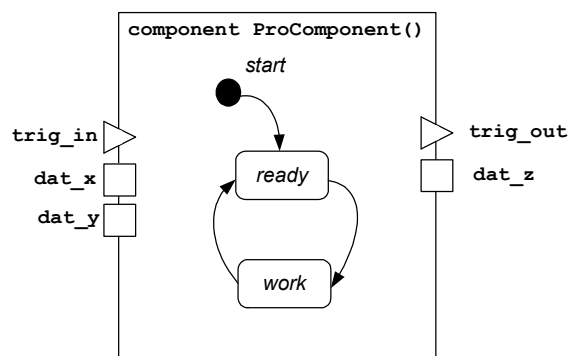 component ProComponent()
start
trig_in
trig_out
dat_x
dat_z
ready
dat_y
work